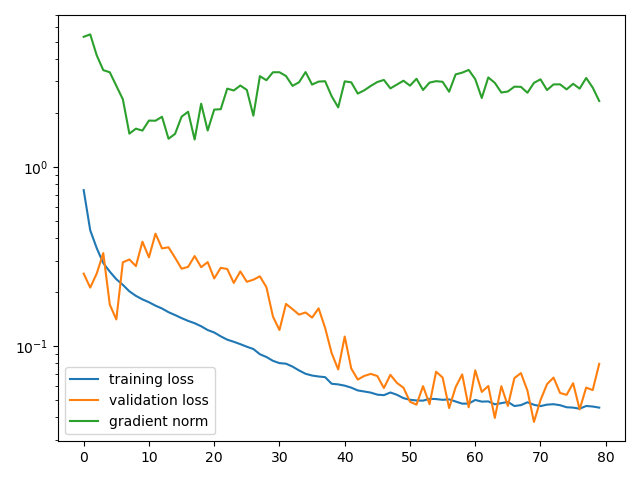 10⁰
10⁻¹
training loss
validation loss
gradient norm
0 10 20 30 40 50 60 70 80